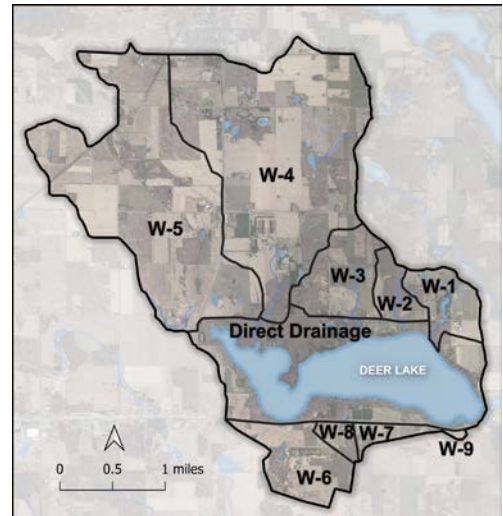 W-4
W-5
W-3
W-1
W-2
Direct Drainage
DEER LAKE
W-8
W-7
W-9
W-6
0 0.5 1 miles